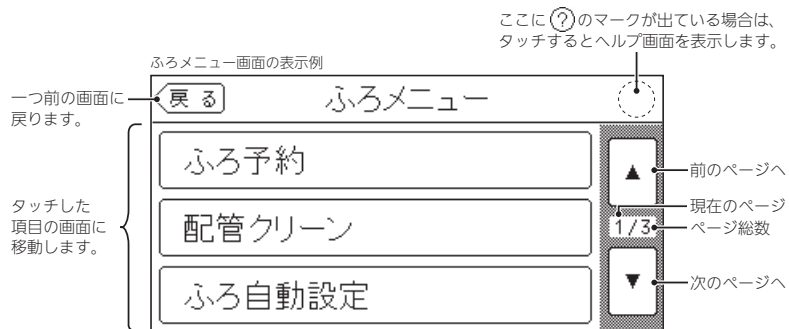 ここに?のマークが出ている場合は、
タッチするとヘルプ画面を表示します。
ふろメニュー画面の表示例
一つ前の画面に
戻ります。
戻る
ふろメニュー
タッチした
項目の画面に
移動します。
ふろ予約
配管クリーン
ふろ自動設定
▲
1/3
▼
前のページへ
現在のページ
ページ総数
次のページへ